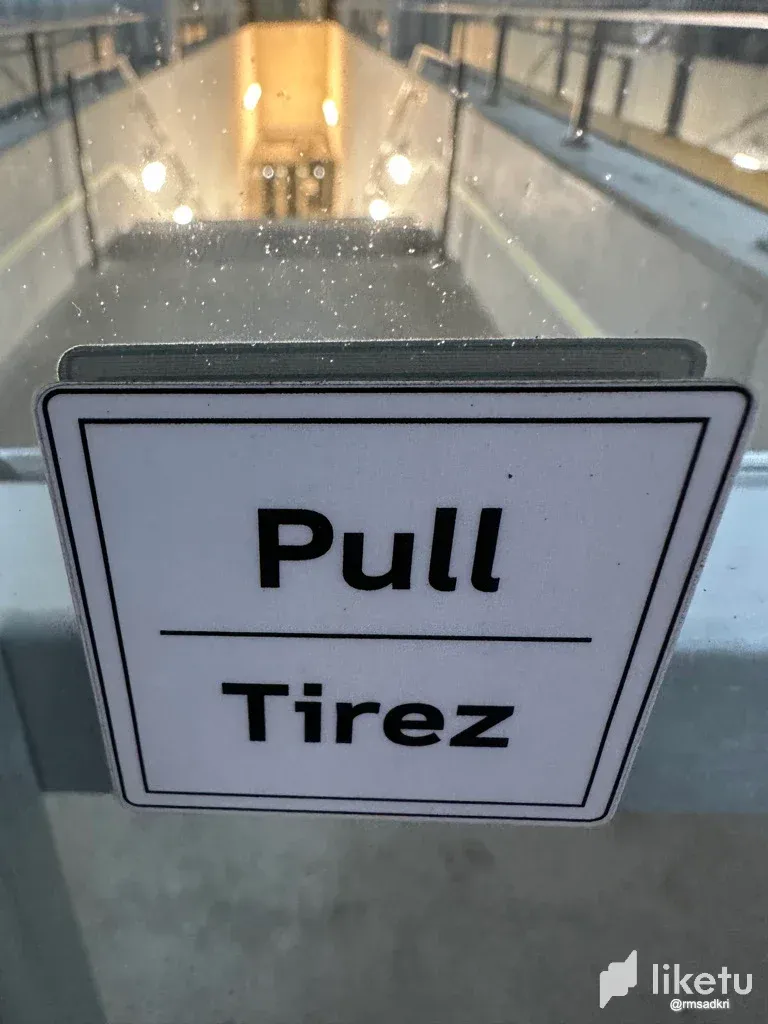 Pull
Tirez
liketu
@rmsadkri